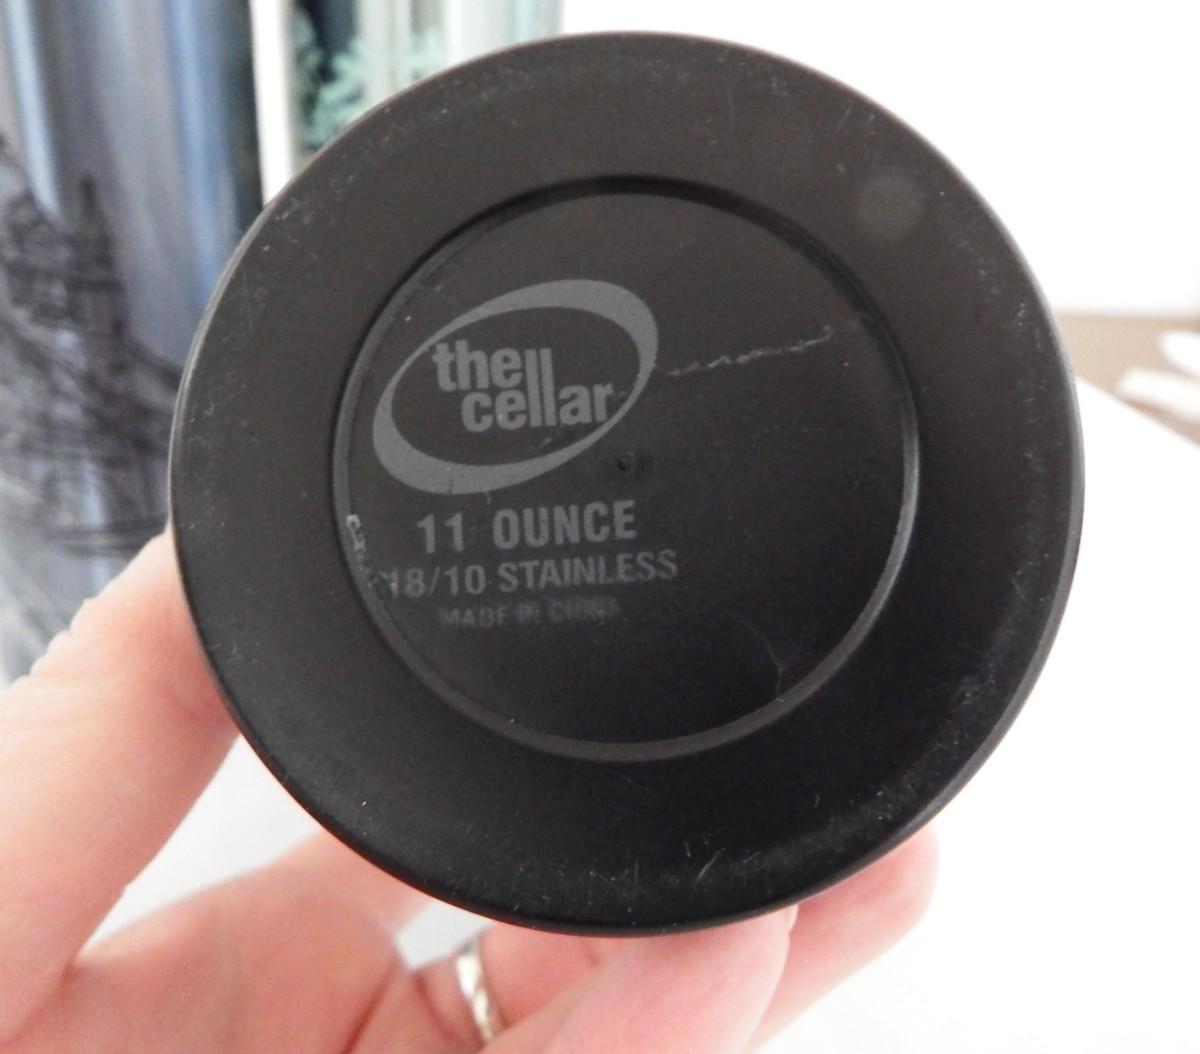 the
cellar
11 OUNCE
18/10 STAINLESS
MADE IN CHINA